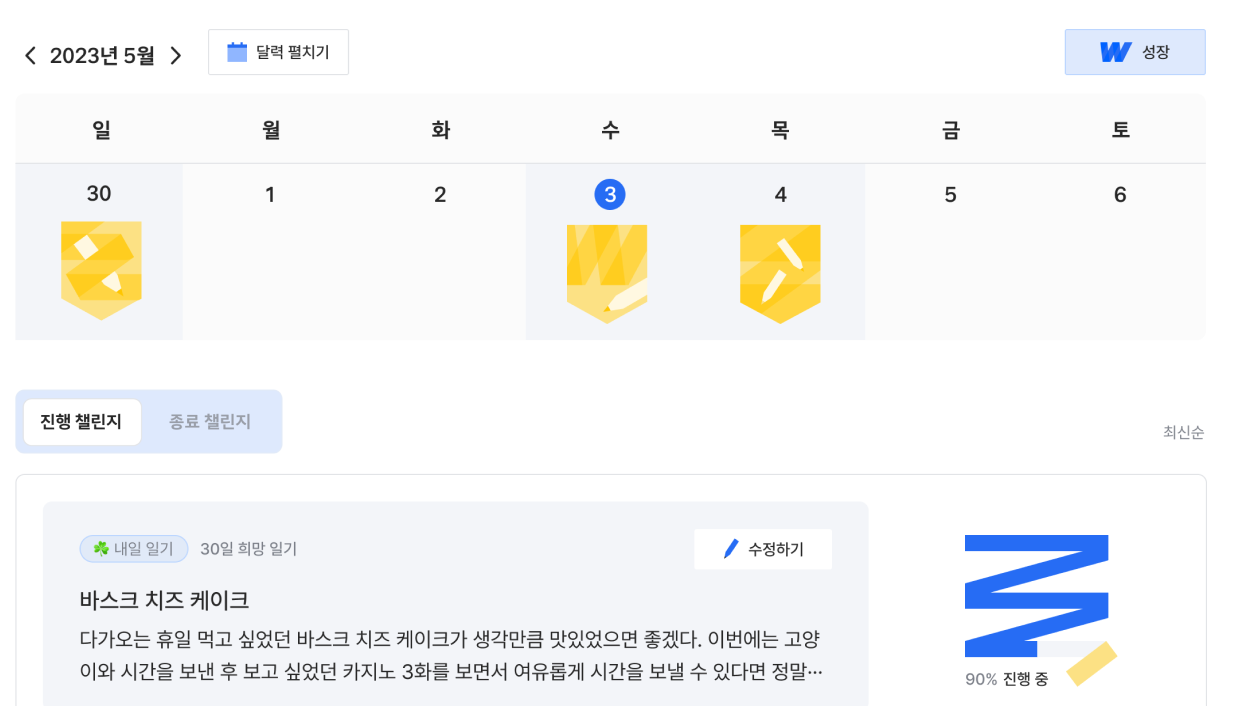 2023년 5월
달력 펼치기
성장
일 월 화 수 목 금 토
30 1 2 3 4 5 6
진행 챌린지 종료 챌린지
최신순
내일 일기 30일 희망 일기
수정하기
바스크 치즈 케이크
다가오는 휴일 먹고 싶었던 바스크 치즈 케이크가 생각만큼 맛있었으면 좋겠다. 이번에는 고양
이와 시간을 보낸 후 보고 싶었던 카지노 3화를 보면서 여유롭게 시간을 보낼 수 있다면 정말…
90% 진행 중